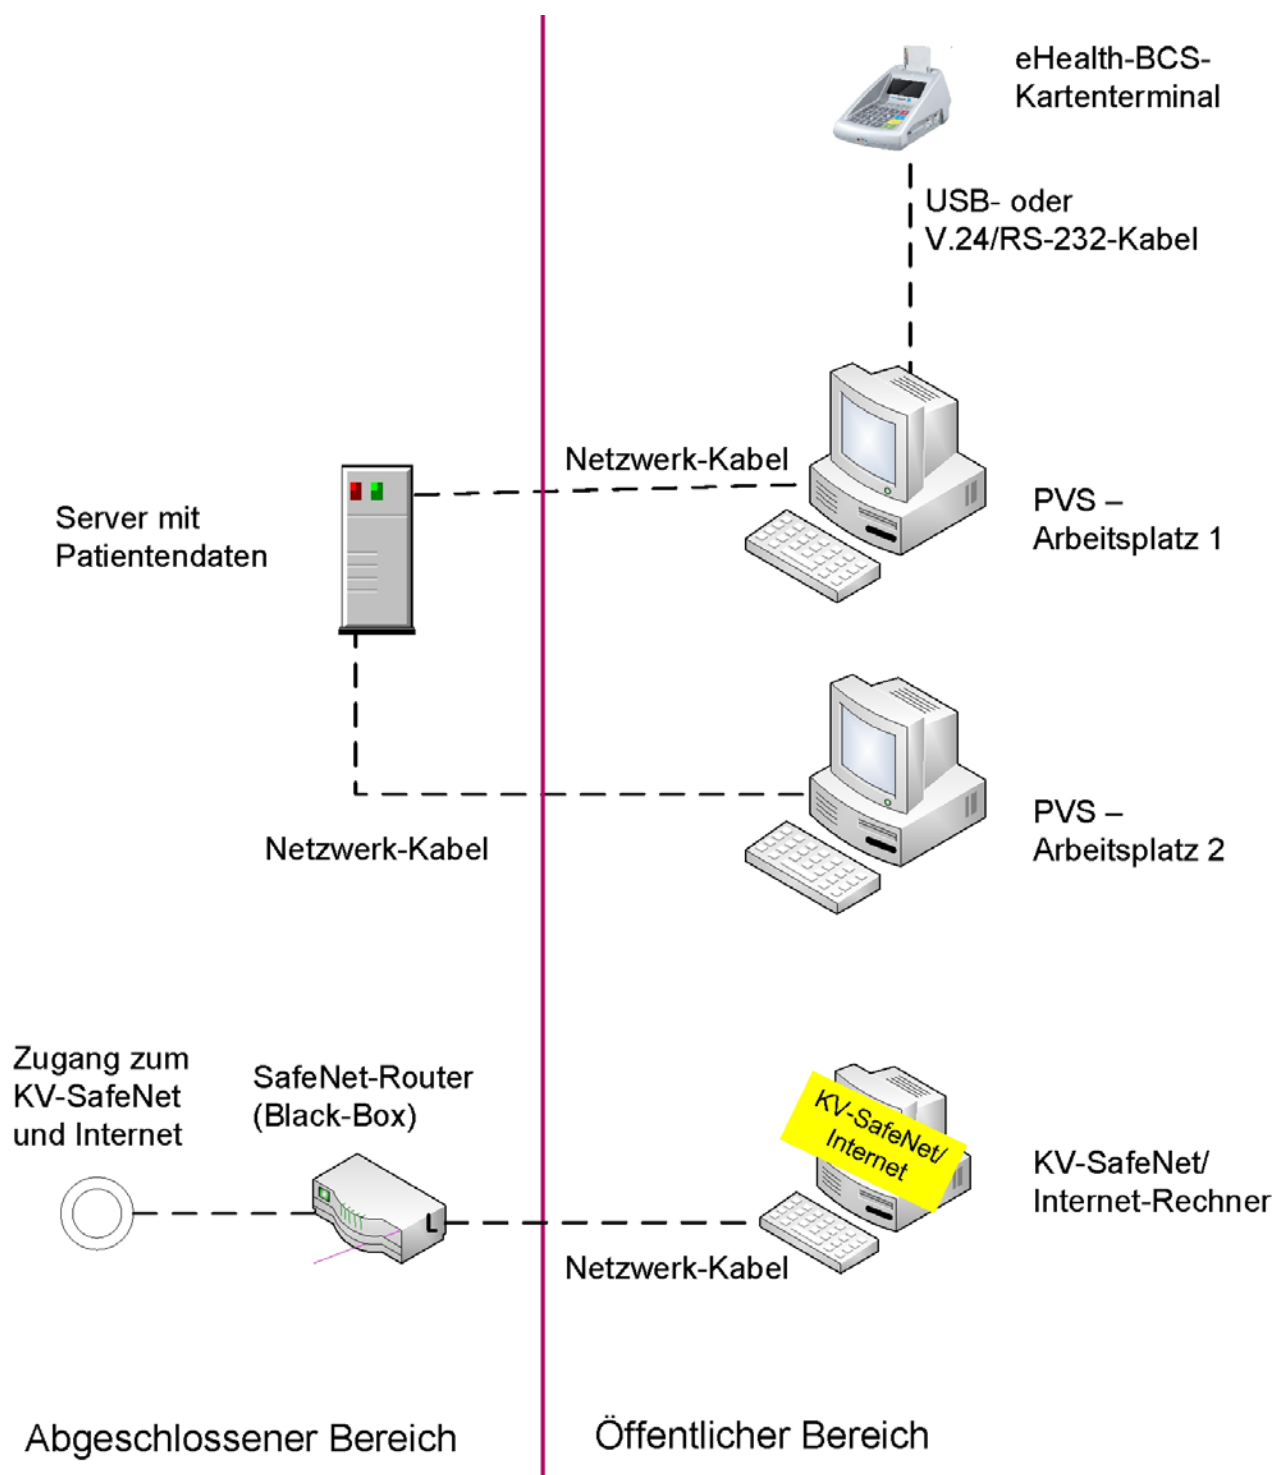 eHealth-BCS-
Kartenterminal
USB- oder
V.24/RS-232-Kabel
Netzwerk-Kabel
Server mit
Patientendaten
PVS –
Arbeitsplatz 1
PVS –
Arbeitsplatz 2
Netzwerk-Kabel
Zugang zum
KV-SafeNet
und Internet
SafeNet-Router
(Black-Box)
KV-SafeNet/
Internet
KV-SafeNet/
Internet-Rechner
Netzwerk-Kabel
Abgeschlossener Bereich
Öffentlicher Bereich